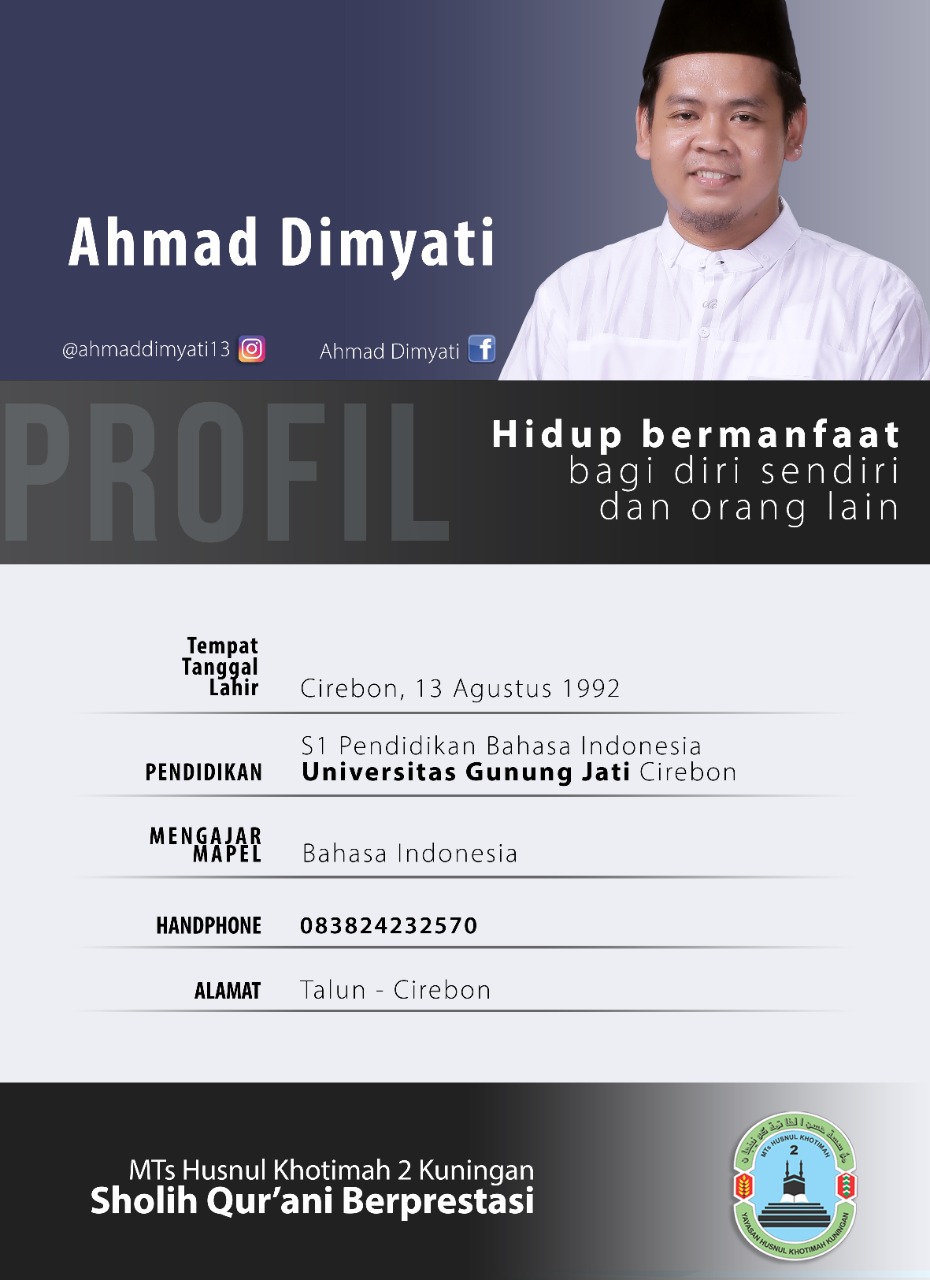 Ahmad Dimyati
@ahmaddimyati13
Ahmad Dimyati
PROFIL
Hidup bermanfaat
bagi diri sendiri
dan orang lain
Tempat
Tanggal
Lahir
Cirebon, 13 Agustus 1992
PENDIDIKAN
S1 Pendidikan Bahasa Indonesia
Universitas Gunung Jati Cirebon
MENGAJAR
MAPEL
Bahasa Indonesia
HANDPHONE
083824232570
ALAMAT
Talun - Cirebon
MTs Husnul Khotimah 2 Kuningan
Sholih Qur’ani Berprestasi
MTs HUSNUL KHOTIMAH
2
YAYASAN HUSNUL KHOTIMAH KUNINGAN